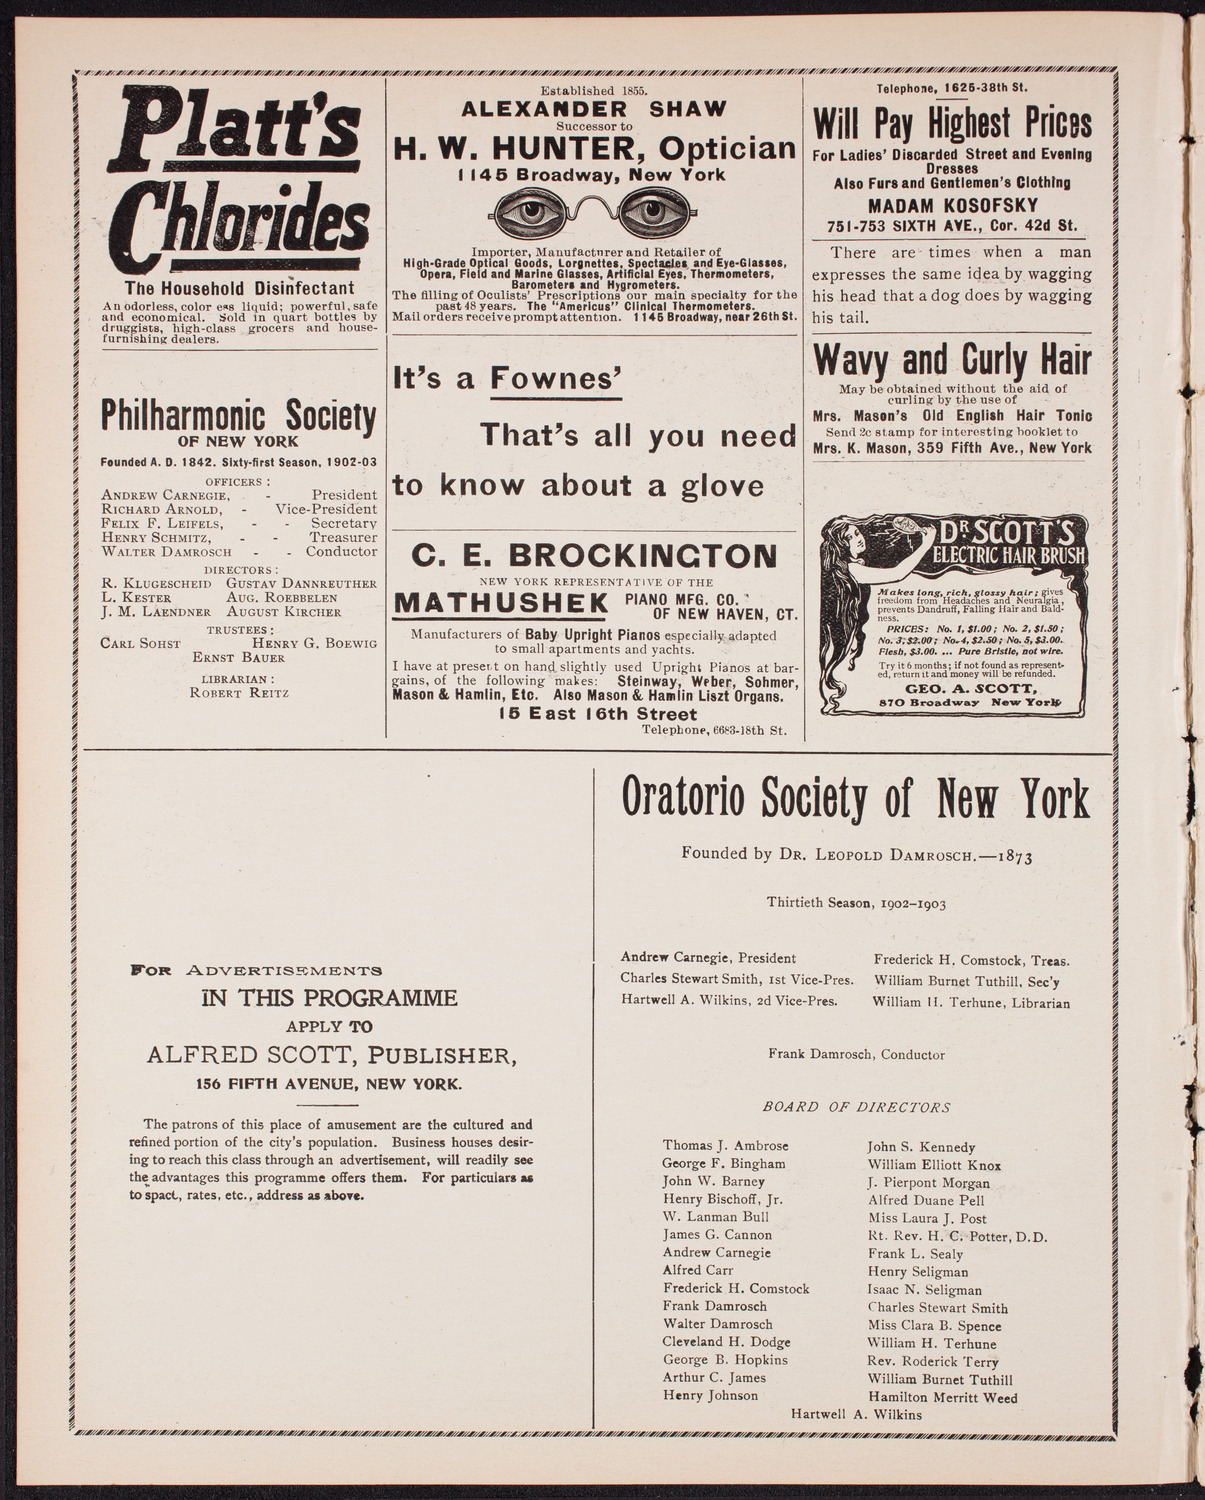 Platt's
Chlorides
The Household Disinfectant
An odorless, color ess liquid; powerful, safe
and economical. Sold in quart bottles by
druggists, high-class grocers and house-
furnishing dealers.
Philharmonic Society
OF NEW YORK
Founded A. D. 1842. Sixty-first Season, 1902-03
OFFICERS:
ANDREW CARNEGIE, - President
RICHARD ARNOLD, - Vice-President
FELIX F. LEIFELS, - - Secretary
HENRY SCHMITZ, - - Treasurer
WALTER DAMROSCH - - Conductor
DIRECTORS:
R. KLUGESCHEID GUSTAV DANNREUTHER
L. KESTER AUG. ROEBBELEN
J. M. LAENDNER AUGUST KIRCHER
TRUSTEES:
CARL SOHST HENRY G. BOEWIG
ERNST BAUER
LIBRARIAN:
ROBERT REITZ
Established 1855.
ALEXANDER SHAW
Successor to
H. W. HUNTER, Optician
1145 Broadway, New York
Importer, Manufacturer and Retailer of
High-Grade Optical Goods, Lorgnettes, Spectacles and Eye-Glasses,
Opera, Field and Marine Glasses, Artificial Eyes, Thermometers,
Barometers and Hygrometers.
The filling of Oculists' Prescriptions our main specialty for the
past 48 years. The "Americus" Clinical Thermometers.
Mail orders receive prompt attention. 1145 Broadway, near 26th St.
It's a Fownes'
That's all you need
to know about a glove
C. E. BROCKINGTON
NEW YORK REPRESENTATIVE OF THE
MATHUSHEK PIANO MFG. CO.
OF NEW HAVEN, CT.
Manufacturers of Baby Upright Pianos especially adapted
to small apartments and yachts.
I have at present on hand slightly used Upright Pianos at bar-
gains, of the following makes: Steinway, Weber, Sohmer,
Mason & Hamlin, Etc. Also Mason & Hamlin Liszt Organs.
15 East 16th Street
Telephone, 6683-18th St.
Telephone, 1625-38th St.
Will Pay Highest Prices
For Ladies' Discarded Street and Evening
Dresses
Also Furs and Gentlemen's Clothing
MADAM KOSOFSKY
751-753 SIXTH AVE., Cor. 42d St.
There are times when a man
expresses the same idea by wagging
his head that a dog does by wagging
his tail.
Wavy and Curly Hair
May be obtained without the aid of
curling by the use of
Mrs. Mason's Old English Hair Tonic
Send 2c stamp for interesting booklet to
Mrs. K. Mason, 359 Fifth Ave., New York
DR SCOTT'S
ELECTRIC HAIR BRUSH
Makes long, rich, glossy hair; gives
freedom from Headaches and Neuralgia,
prevents Dandruff, Falling Hair and Bald-
ness.
PRICES: No. 1, $1.00; No. 2, $1.50;
No. 3, $2.00; No. 4, $2.50; No. 5, $3.00.
Flesh, $3.00. ... Pure Bristle, not wire.
Try it 6 months; if not found as represent-
ed, return it and money will be refunded.
GEO. A. SCOTT,
870 Broadway New York
FOR ADVERTISEMENTS
IN THIS PROGRAMME
APPLY TO
ALFRED SCOTT, PUBLISHER,
156 FIFTH AVENUE, NEW YORK.
The patrons of this place of amusement are the cultured and
refined portion of the city's population. Business houses desir-
ing to reach this class through an advertisement, will readily see
the advantages this programme offers them. For particulars as
to spact, rates, etc., address as above.
Oratorio Society of New York
Founded by DR. LEOPOLD DAMROSCH.—1873
Thirtieth Season, 1902-1903
Andrew Carnegie, President Frederick H. Comstock, Treas.
Charles Stewart Smith, 1st Vice-Pres. William Burnet Tuthill, Sec'y
Hartwell A. Wilkins, 2d Vice-Pres. William H. Terhune, Librarian
Frank Damrosch, Conductor
BOARD OF DIRECTORS
Thomas J. Ambrose John S. Kennedy
George F. Bingham William Elliott Knox
John W. Barney J. Pierpont Morgan
Henry Bischoff, Jr. Alfred Duane Pell
W. Lanman Bull Miss Laura J. Post
James G. Cannon Rt. Rev. H. C. Potter, D.D.
Andrew Carnegie Frank L. Sealy
Alfred Carr Henry Seligman
Frederick H. Comstock Isaac N. Seligman
Frank Damrosch Charles Stewart Smith
Walter Damrosch Miss Clara B. Spence
Cleveland H. Dodge William H. Terhune
George B. Hopkins Rev. Roderick Terry
Arthur C. James William Burnet Tuthill
Henry Johnson Hamilton Merritt Weed
Hartwell A. Wilkins